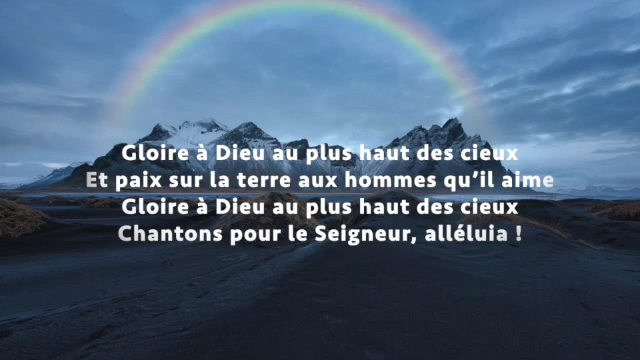 Gloire à Dieu au plus haut des cieux
Et paix sur la terre aux hommes qu’il aime
Gloire à Dieu au plus haut des cieux
Chantons pour le Seigneur, alléluia !